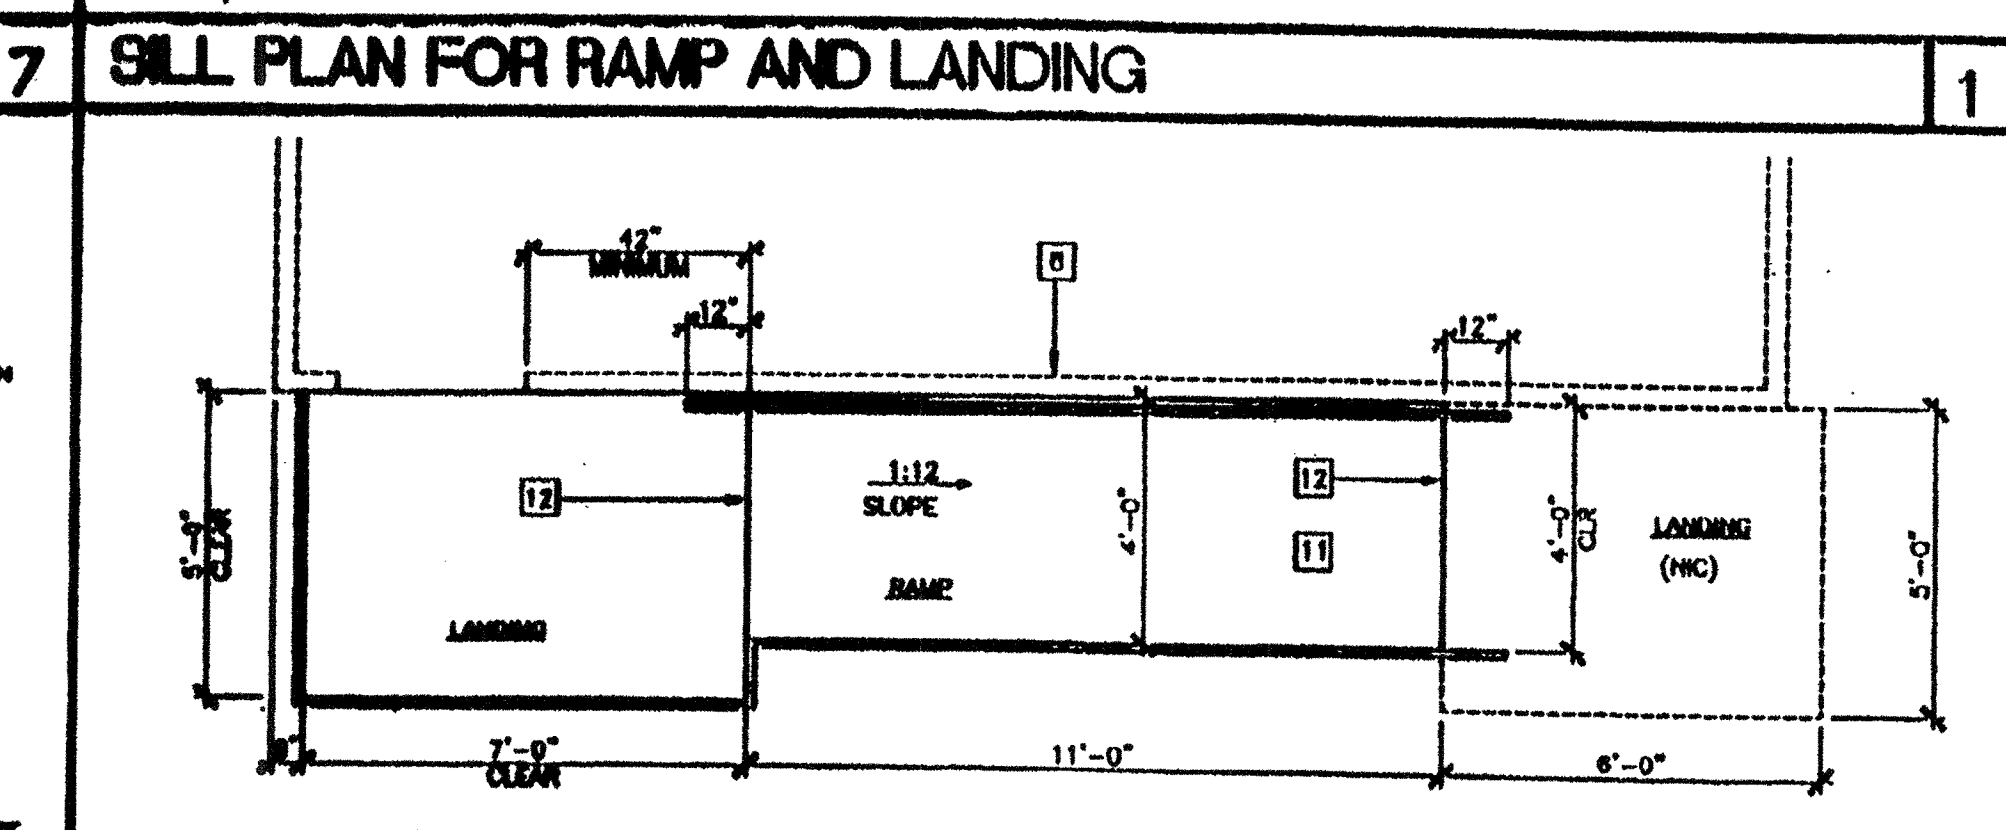 7
SILL PLAN FOR RAMP AND LANDING
1
42"
MINIMUM
12"
12"
5'-0"
CLEAR
12
1:12
SLOPE
4'-0"
12
11
4'-0"
CLR
LANDING
(NIC)
5'-0"
RAMP
LANDING
7'-0"
CLEAR
11'-0"
6'-0"